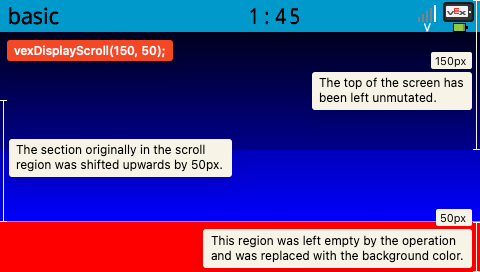 basic
1:45
VEX
V
vexDisplayScroll(150, 50);
150px
The top of the screen has
been left unmutated.
The section originally in the scroll
region was shifted upwards by 50px.
50px
This region was left empty by the operation
and was replaced with the background color.